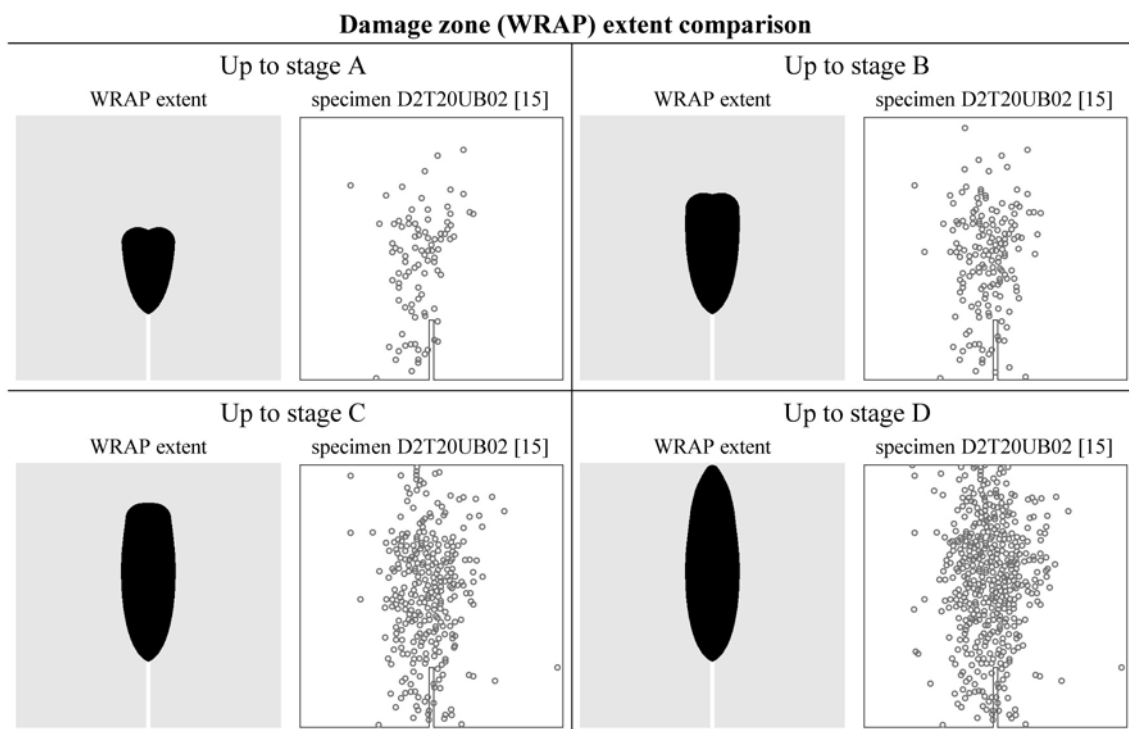 Damage zone (WRAP) extent comparison
Up to stage A
WRAP extent
specimen D2T20UB02 [15]
Up to stage B
WRAP extent
specimen D2T20UB02 [15]
Up to stage C
WRAP extent
specimen D2T20UB02 [15]
Up to stage D
WRAP extent
specimen D2T20UB02 [15]